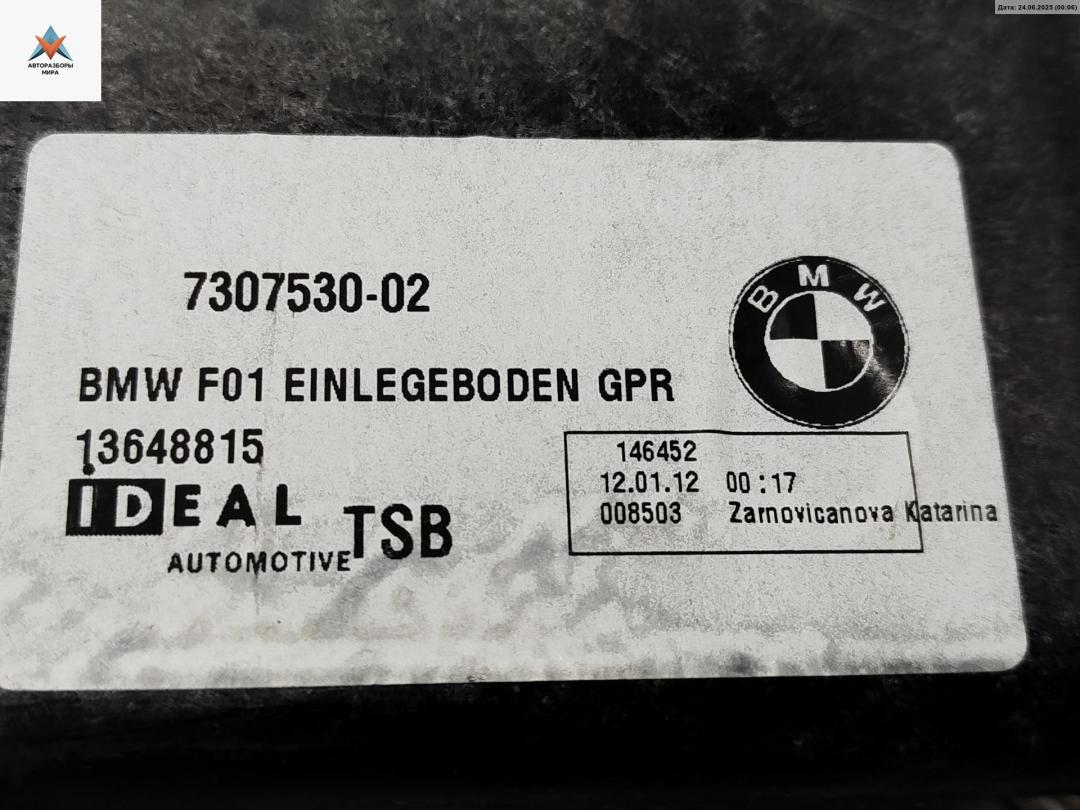 Дата: 24.06.2025 (00:06)
АВТОРАЗБОРЫ
МИРА
7307530-02
BMW
BMW F01 EINLEGEBODEN GPR
13648815
146452
12.01.12 00:17
008503 Zarnovicanova Katarina
IDEAL
AUTOMOTIVE TSB